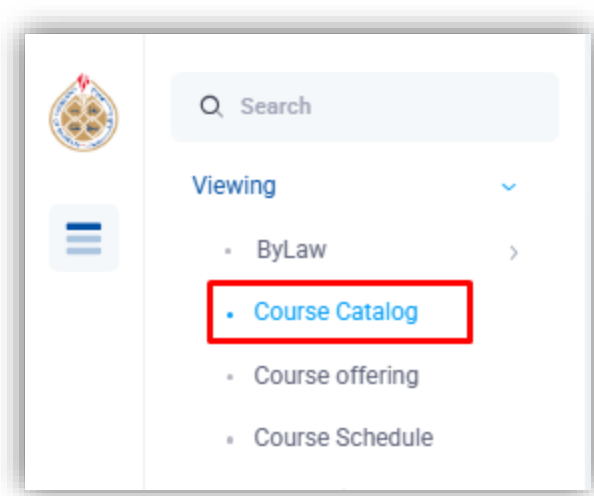 Search
Viewing
ByLaw
Course Catalog
Course offering
Course Schedule